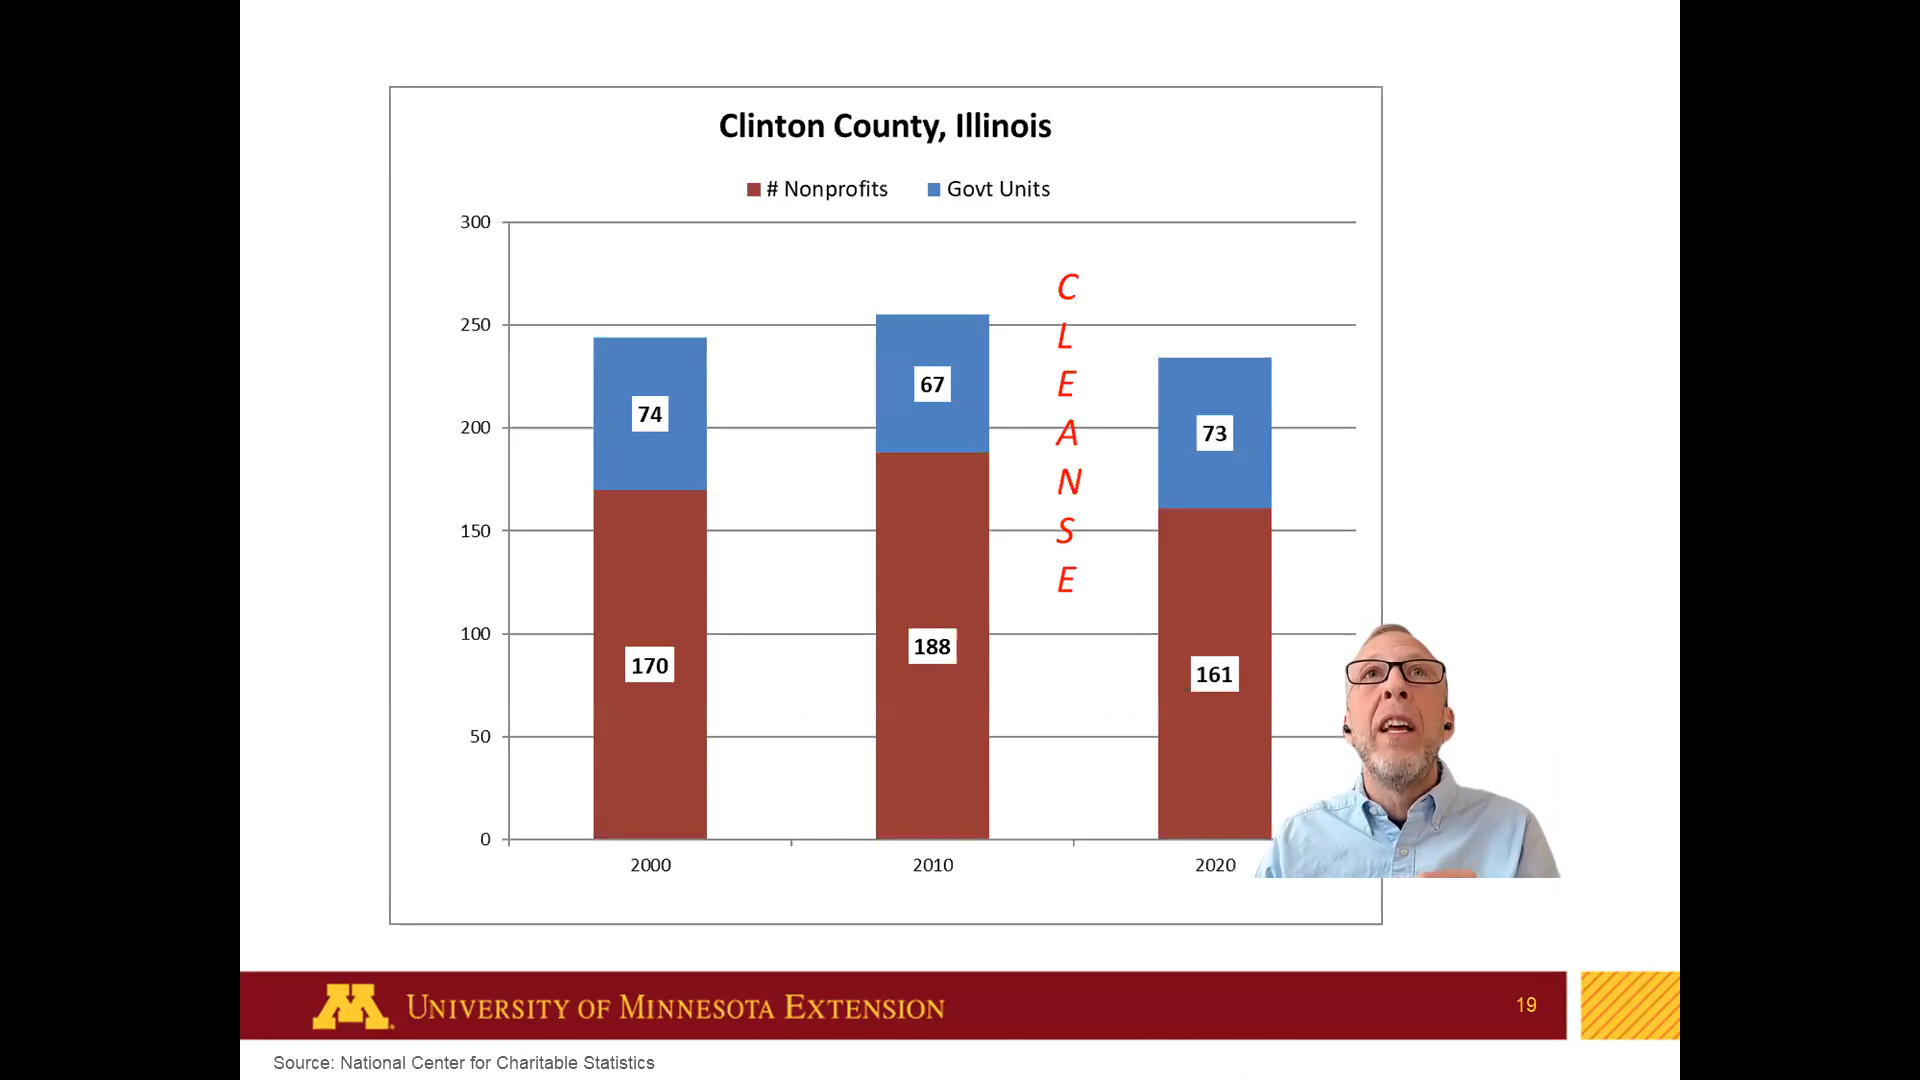 Clinton County, Illinois
# Nonprofits Govt Units
300
250
200
150
100
50
0
74
67
73
170
188
161
C
L
E
A
N
S
E
2000 2010 2020
M
UNIVERSITY OF MINNESOTA EXTENSION
19
Source: National Center for Charitable Statistics